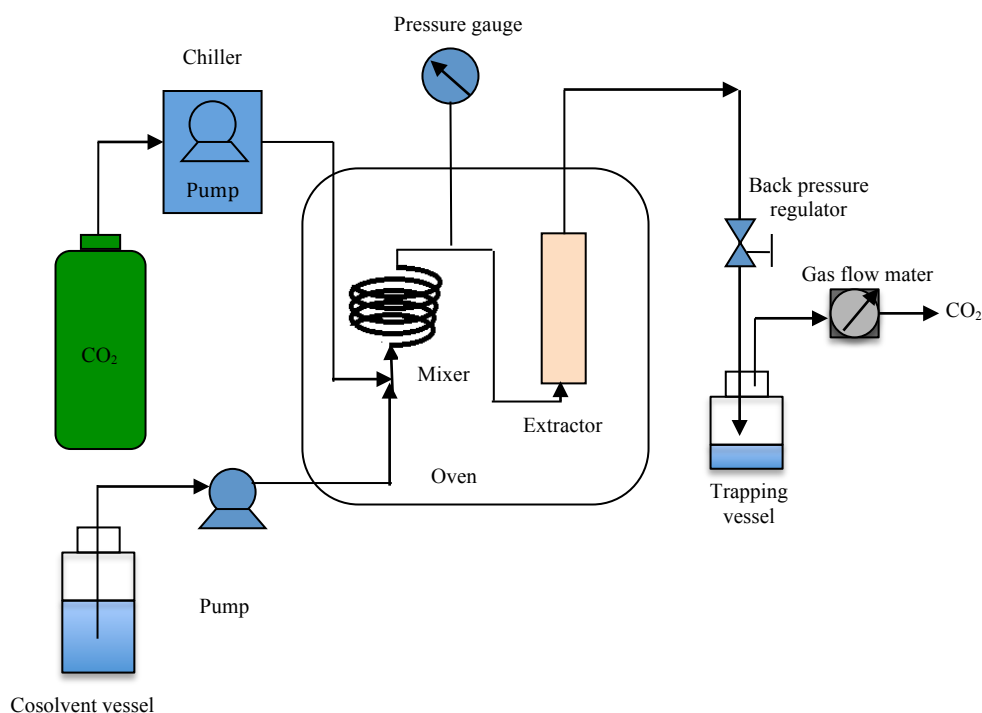 Pressure gauge
Chiller
Pump
Back pressure
regulator
Gas flow mater
CO₂
CO₂
Mixer
Extractor
Oven
Trapping
vessel
Pump
Cosolvent vessel